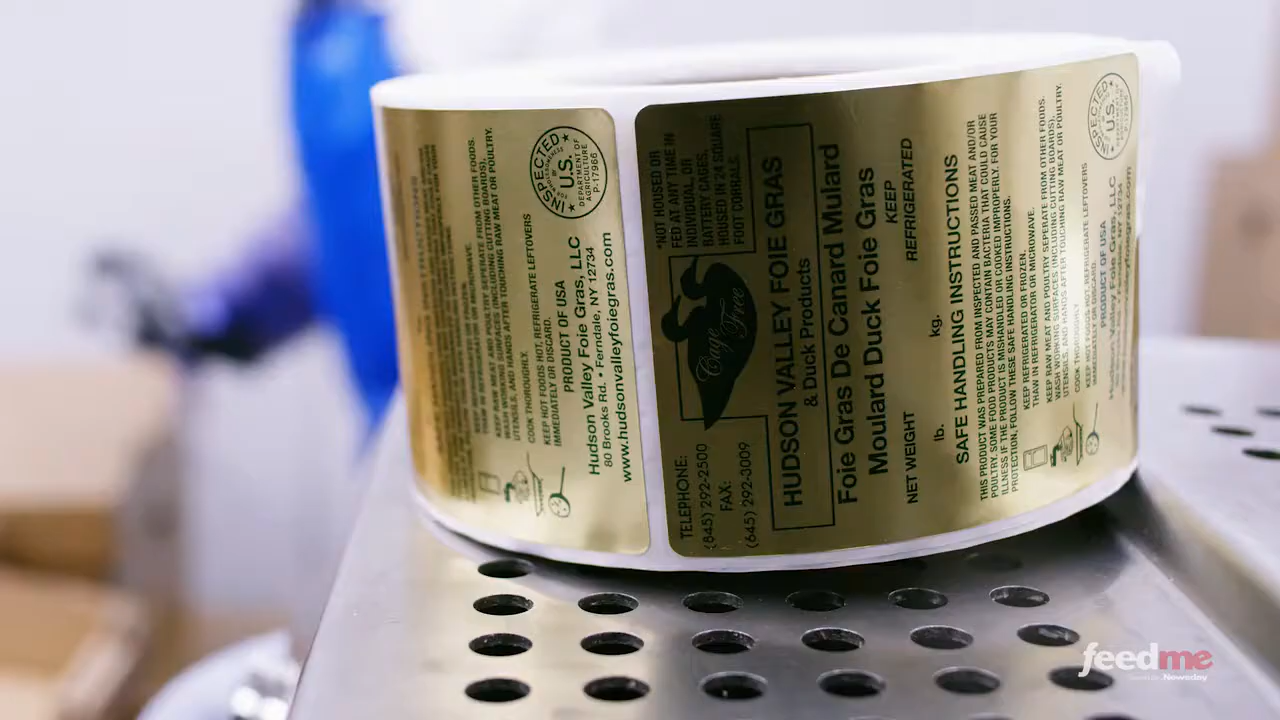 KEEP RAW MEAT AND POULTRY SEPERATE FROM OTHER FOODS.
WASH WORKING SURFACES (INCLUDING CUTTING BOARDS),
UTENSILS, AND HANDS AFTER TOUCHING RAW MEAT OR POULTRY.
COOK THOROUGHLY.
KEEP HOT FOODS HOT, REFRIGERATE LEFTOVERS
IMMEDIATELY OR DISCARD.
PRODUCT OF USA
Hudson Valley Foie Gras, LLC
80 Brooks Rd. • Ferndale, NY 12734
www.hudsonvalleyfoiegras.com
INSPECTED
U.S.
DEPARTMENT OF
AGRICULTURE
P-17966
TELEPHONE:
(845) 292-2500
FAX:
(645) 292-3009
"NOT HOUSED OR
FED AT ANY TIME IN
INDIVIDUAL, OR
BATTERY CAGES,
HOUSED IN 24 SQUARE
FOOT CORRALS.
Cage Free
HUDSON VALLEY FOIE GRAS
& Duck Products
Foie Gras De Canard Mulard
Moulard Duck Foie Gras
KEEP
REFRIGERATED
NET WEIGHT lb. kg.
SAFE HANDLING INSTRUCTIONS
THIS PRODUCT WAS PREPARED FROM INSPECTED AND PASSED MEAT AND/OR
POULTRY. SOME FOOD PRODUCTS MAY CONTAIN BACTERIA THAT COULD CAUSE
ILLNESS IF THE PRODUCT IS MISHANDLED OR COOKED IMPROPERLY. FOR YOUR
PROTECTION, FOLLOW THESE SAFE HANDLING INSTRUCTIONS.
KEEP REFRIGERATED OR FROZEN.
THAW IN REFRIGERATOR OR MICROWAVE.
KEEP RAW MEAT AND POULTRY SEPERATE FROM OTHER FOODS.
WASH WORKING SURFACES (INCLUDING CUTTING BOARDS),
UTENSILS, AND HANDS AFTER TOUCHING RAW MEAT OR POULTRY.
COOK THOROUGHLY
KEEP HOT FOODS HOT, REFRIGERATE LEFTOVERS
IMMEDIATELY OR DISCARD.
PRODUCT OF USA
Hudson Valley Foie Gras, LLC
INSPECTED
U.S.
feedme
Newsday